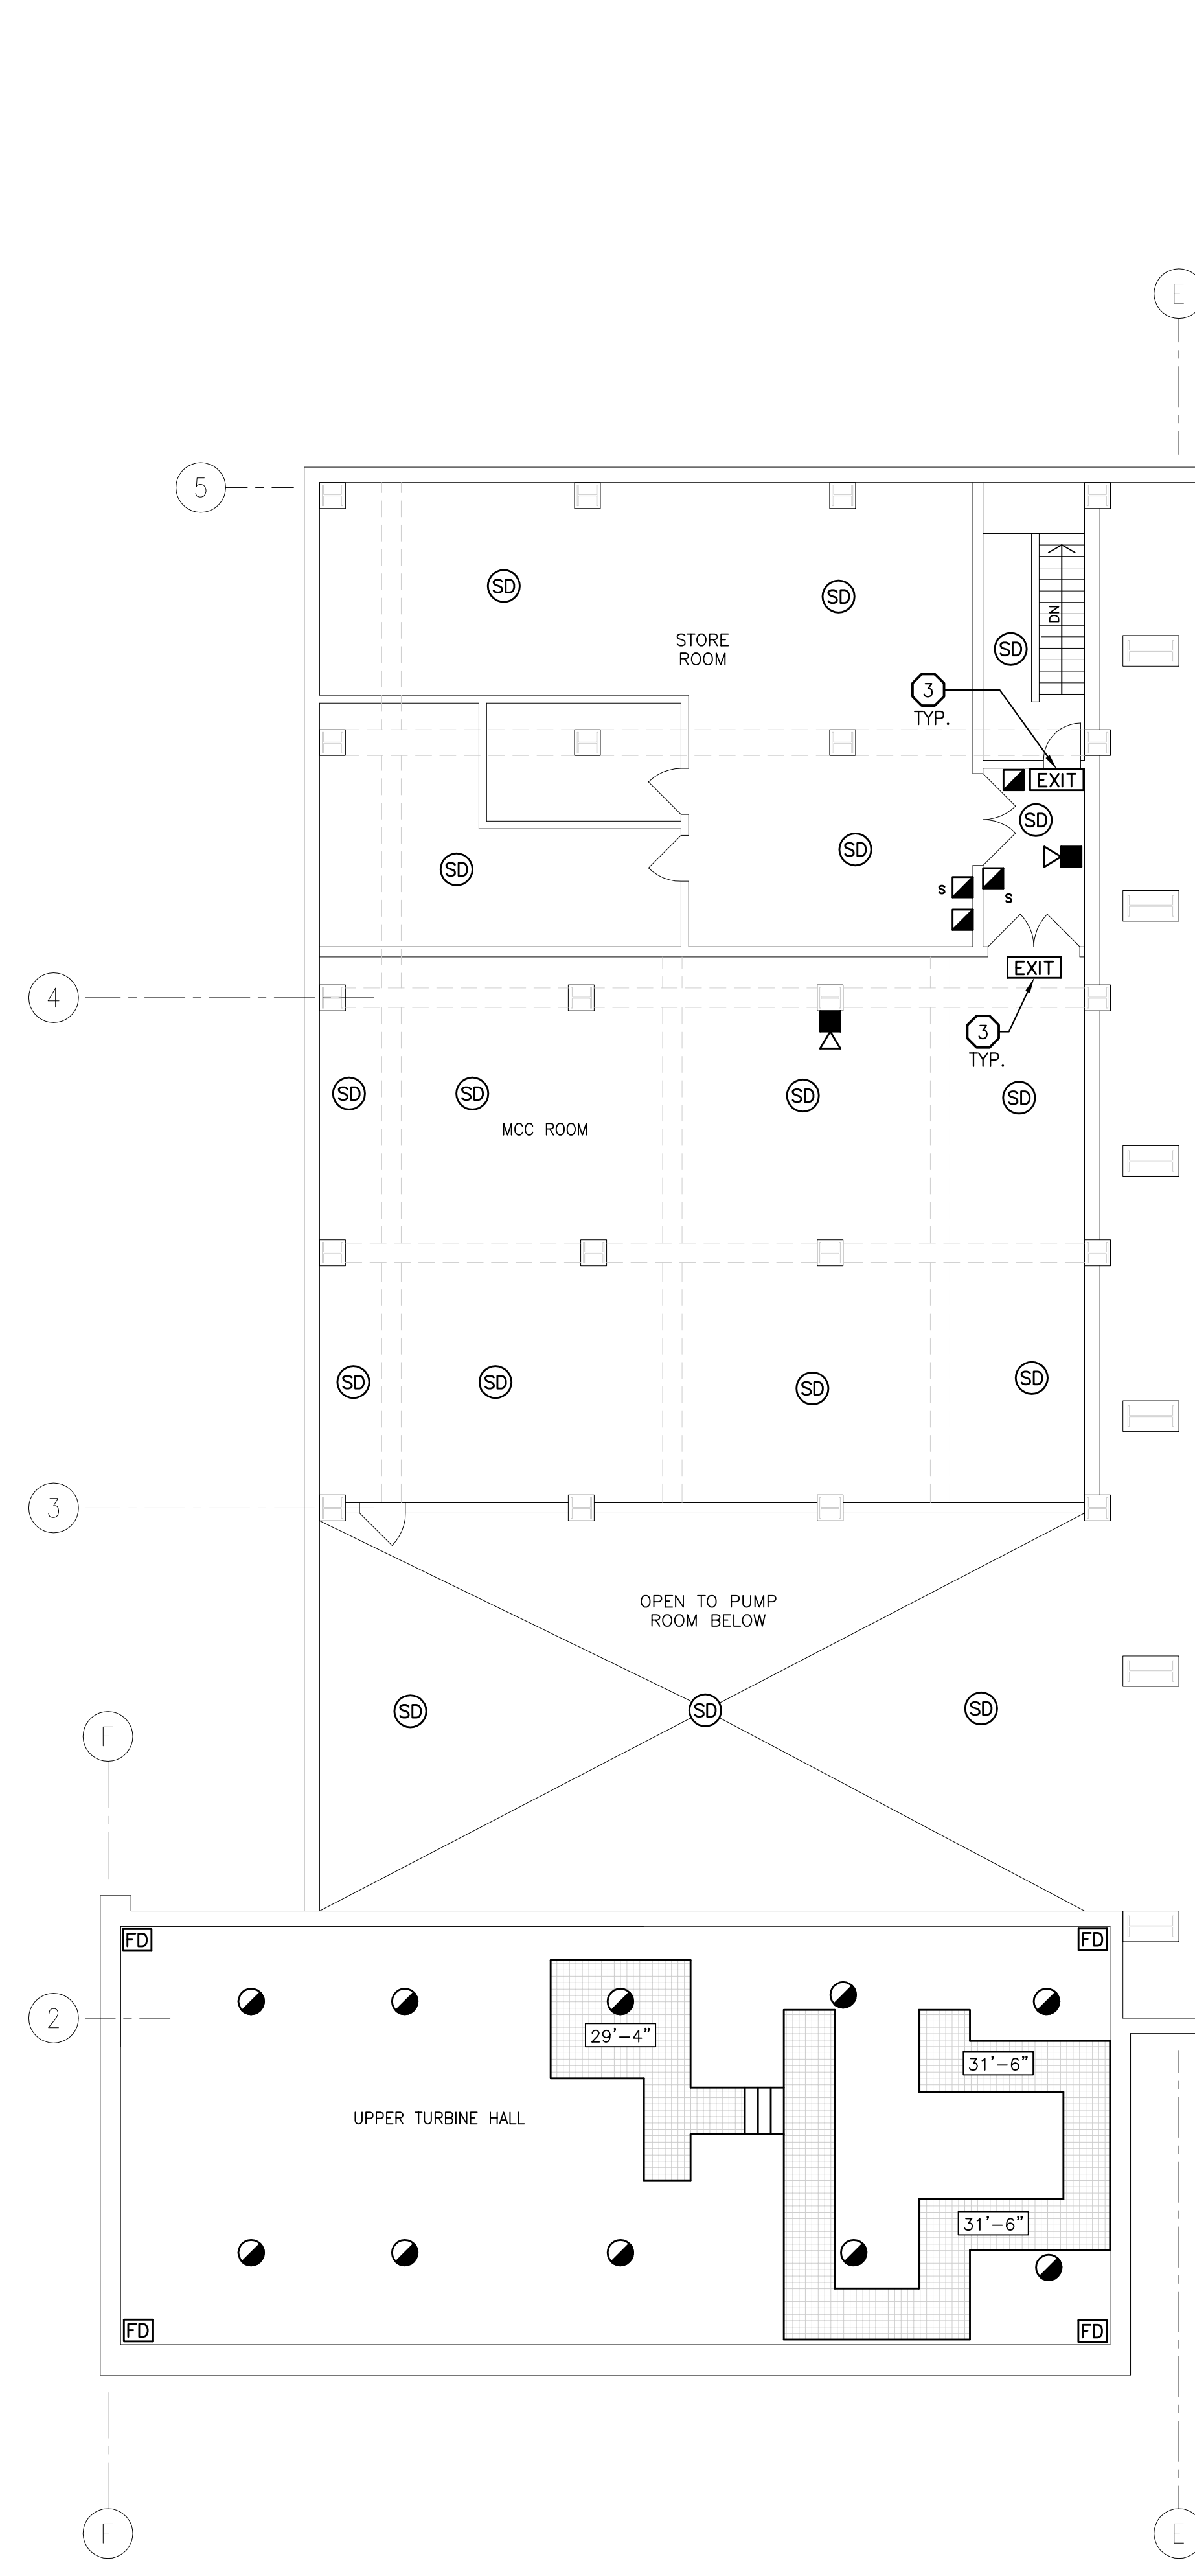 E
5
SD
SD
STORE
ROOM
DN
SD
3
TYP.
EXIT
SD
SD
SD
s
s
EXIT
4
3
TYP.
SD
SD
SD
SD
MCC ROOM
SD
SD
SD
SD
3
OPEN TO PUMP
ROOM BELOW
SD
SD
SD
F
FD
FD
2
29'-4"
31'-6"
UPPER TURBINE HALL
31'-6"
FD
FD
F
E